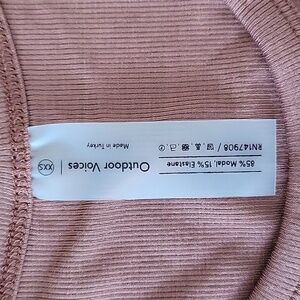 XXS | Outdoor Voices
Made in Turkey
85% Modal, 15% Elastane
RN147908 /